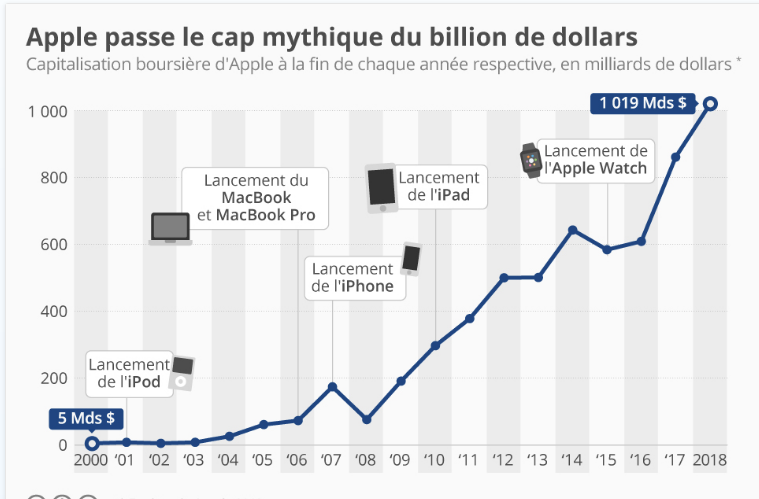 Apple passe le cap mythique du billion de dollars
Capitalisation boursière d'Apple à la fin de chaque année respective, en milliards de dollars *
1 000
800
600
400
200
0
1 019 Mds $
Lancement de
l'Apple Watch
Lancement
de l'iPad
Lancement du
MacBook
et MacBook Pro
Lancement
de l'iPhone
Lancement
de l'iPod
5 Mds $
2000 ‘01 ‘02 ‘03 ‘04 ‘05 ‘06 ‘07 ‘08 ‘09 ‘10 ‘11 ‘12 ‘13 ‘14 ‘15 ‘16 ‘17 2018